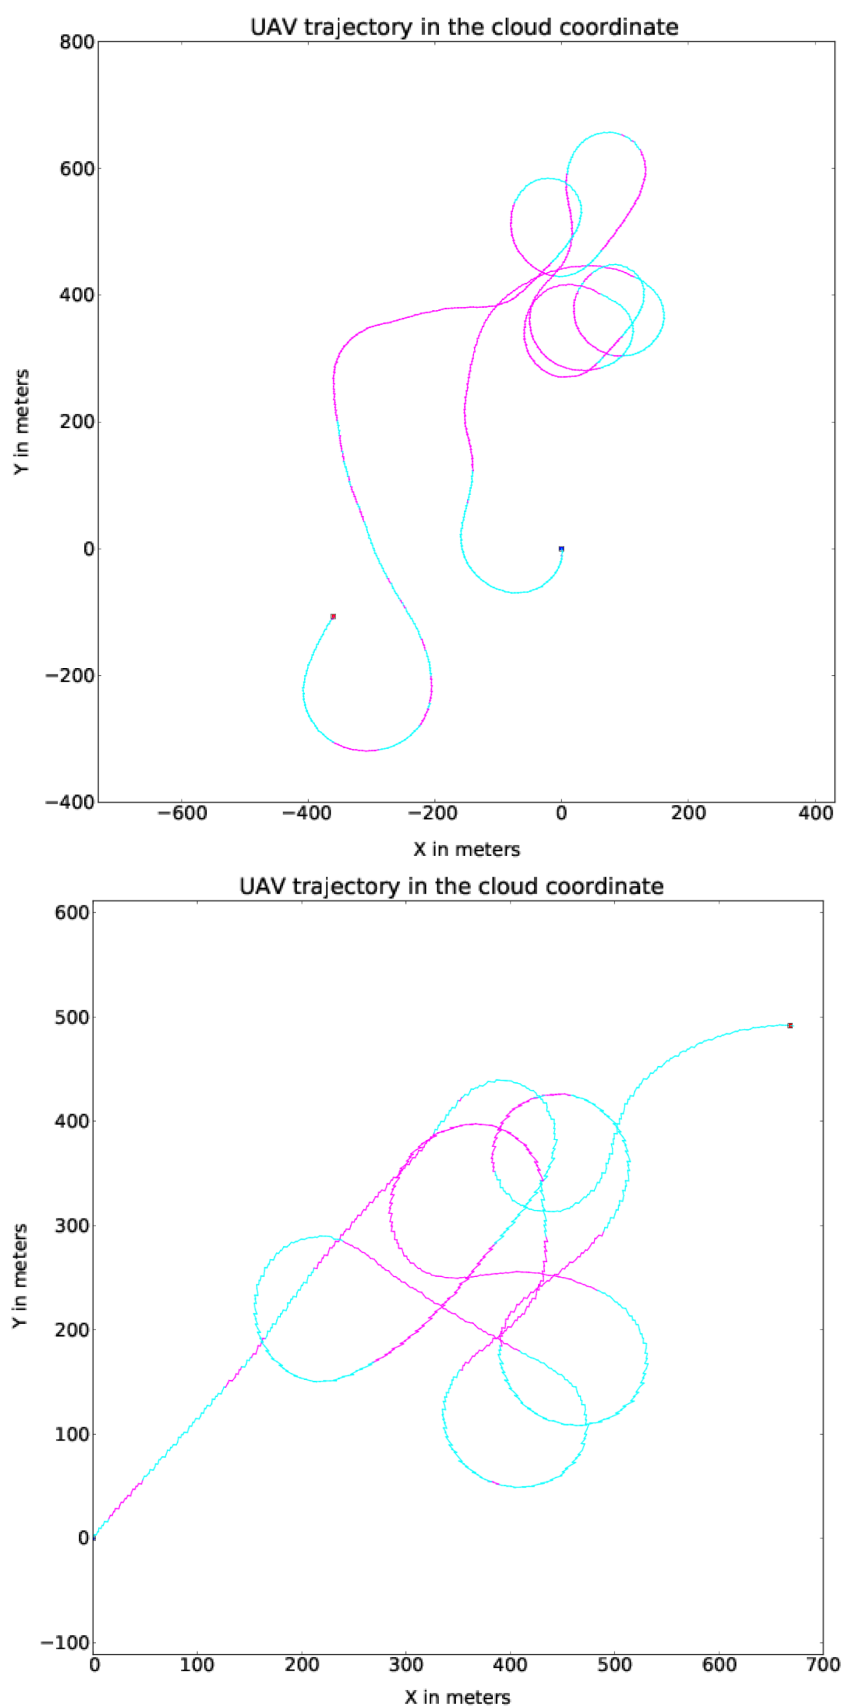 UAV trajectory in the cloud coordinate
800
600
400
200
0
−200
−400
Y in meters
−600 −400 −200 0 200 400
X in meters
UAV trajectory in the cloud coordinate
600
500
400
300
200
100
0
−100
Y in meters
0 100 200 300 400 500 600 700
X in meters